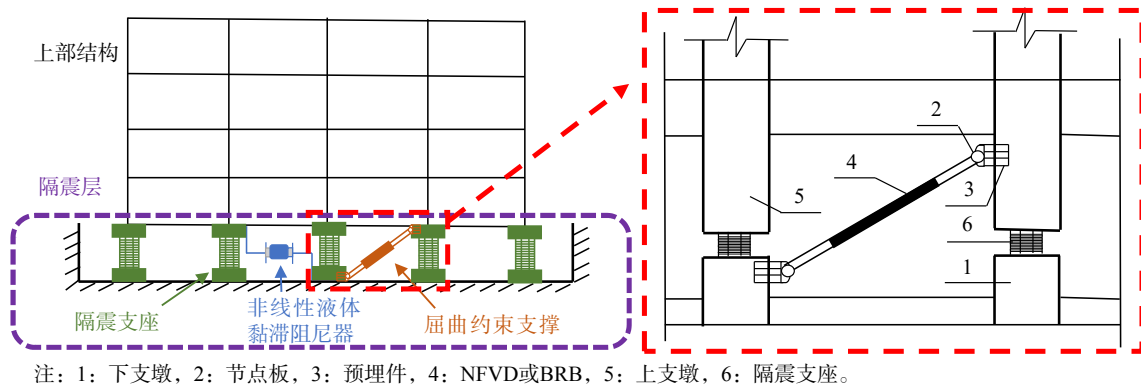 上部结构
隔震层
隔震支座
非线性液体
黏滞阻尼器
屈曲约束支撑
2
4
3
5
6
1
注：1：下支墩，2：节点板，3：预埋件，4：NFVD或BRB，5：上支墩，6：隔震支座。